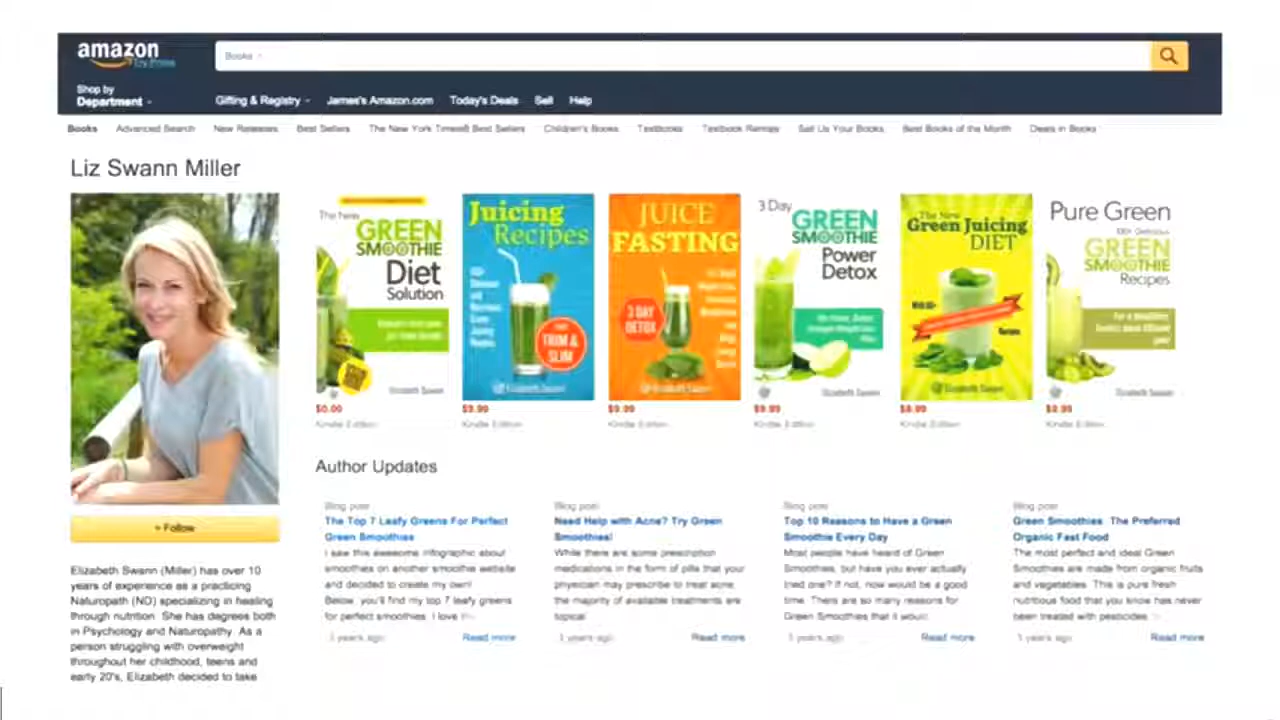 amazon
Try Prime
Books
Shop by
Department
Gifting & Registry
James's Amazon.com
Today's Deals
Sell
Help
Books
Advanced Search
New Releases
Best Sellers
The New York Times® Best Sellers
Children's Books
Textbooks
Textbook Rentals
Sell Us Your Books
Best Books of the Month
Deals in Books
Liz Swann Miller
The New
GREEN
SMOOTHIE
Diet
Solution
Elizabeth Swann
Juicing
Recipes
TRIM &
SLIM
Elizabeth Swann
JUICE
FASTING
3 DAY
DETOX
Elizabeth Swann
3 Day
GREEN
SMOOTHIE
Power
Detox
Elizabeth Swann
The New
Green Juicing
DIET
Recipes
Elizabeth Swann
Pure Green
GREEN
SMOOTHIE
Recipes
Elizabeth Swann
$0.00
Kindle Edition
$9.99
Kindle Edition
$9.99
Kindle Edition
$9.99
Kindle Edition
Kindle Edition
Kindle Edition
Author Updates
+ Follow
Blog post
The Top 7 Leafy Greens For Perfect
Green Smoothies
I saw this awesome infographic about
smoothies on another smoothie website
and decided to create my own!
Below, you'll find my top 7 leafy greens
for perfect smoothies. I love
3 years ago
Read more
Blog post
Need Help with Acne? Try Green
Smoothies!
While there are some prescription
medications in the form of pills that your
physician may prescribe to treat acne,
the majority of available treatments are
topical
3 years ago
Read more
Blog post
Top 10 Reasons to Have a Green
Smoothie Every Day
Most people have heard of Green
Smoothies, but have you ever actually
tried one? If not, now would be a good
time. There are so many reasons for
Green Smoothies that it would
3 years ago
Read more
Blog post
Green Smoothies The Preferred
Organic Fast Food
The most perfect and ideal Green
Smoothies are made from organic fruits
and vegetables. This is pure fresh
nutritious food that you know has never
been treated with pesticides
3 years ago
Read more
Elizabeth Swann (Miller) has over 10
years of experience as a practicing
Naturopath (ND) specializing in healing
through nutrition. She has degrees both
in Psychology and Naturopathy. As a
person struggling with overweight
throughout her childhood, teens and
early 20's, Elizabeth decided to take